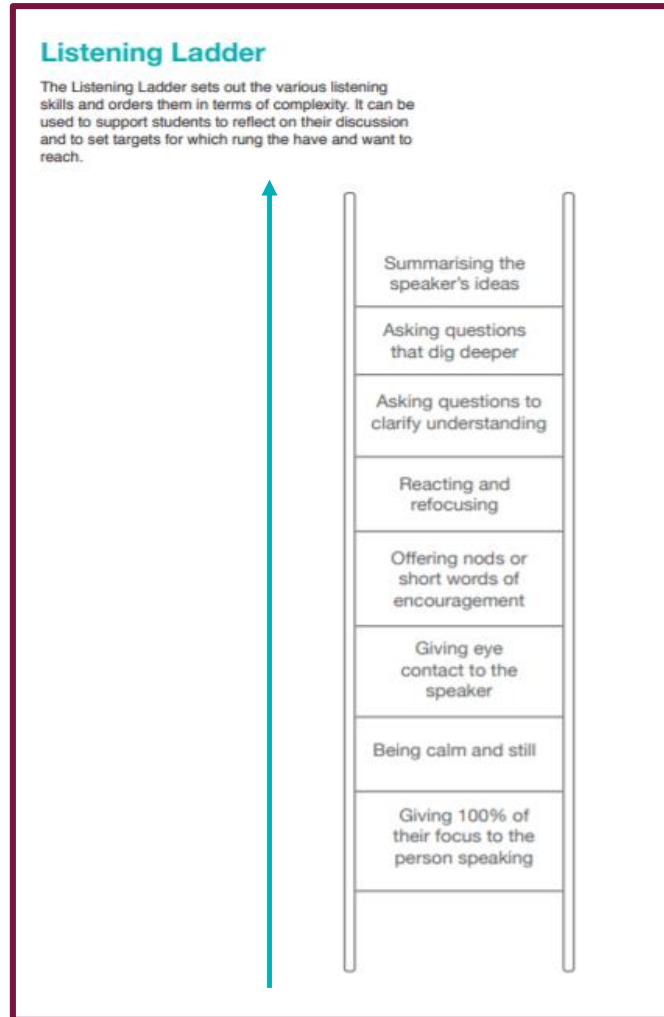 Listening Ladder
The Listening Ladder sets out the various listening
skills and orders them in terms of complexity. It can be
used to support students to reflect on their discussion
and to set targets for which rung the have and want to
reach.
Summarising the
speaker's ideas
Asking questions
that dig deeper
Asking questions to
clarify understanding
Reacting and
refocusing
Offering nods or
short words of
encouragement
Giving eye
contact to the
speaker
Being calm and still
Giving 100% of
their focus to the
person speaking